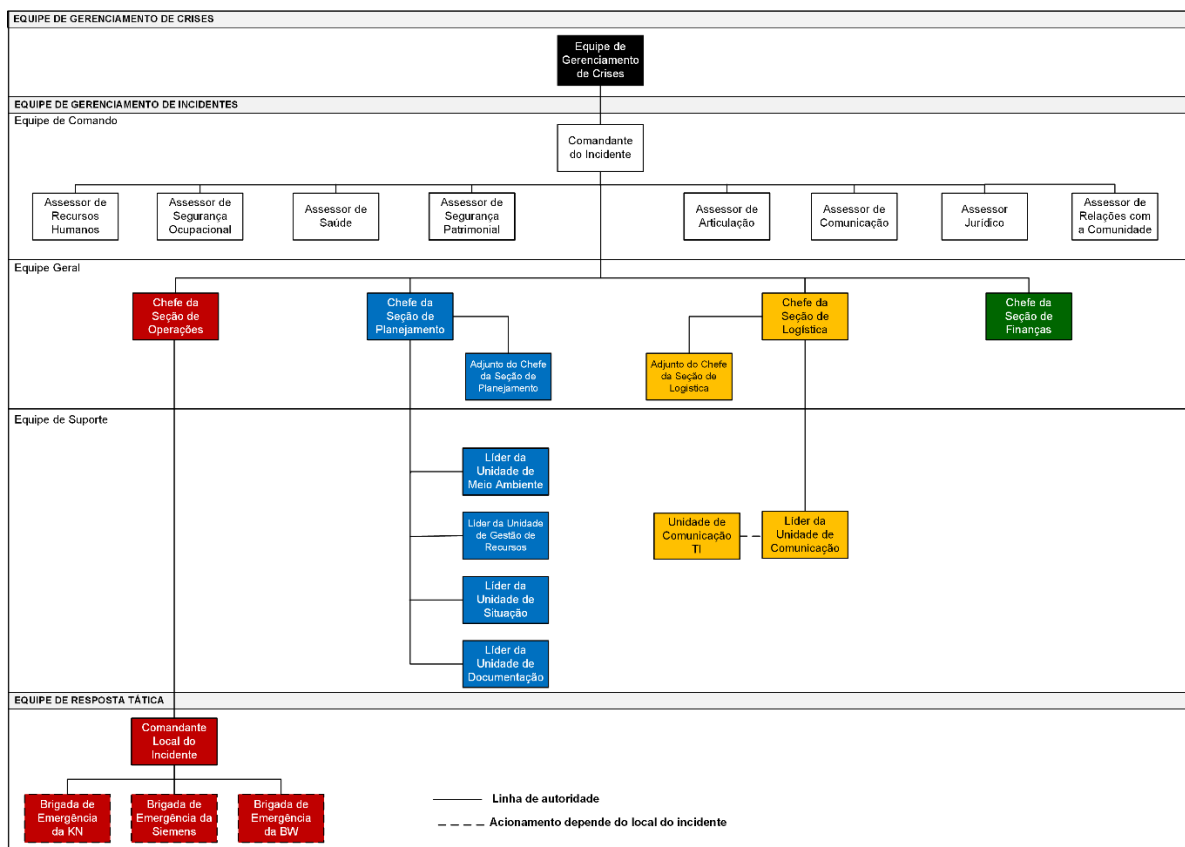 EQUIPE DE GERENCIAMENTO DE CRISES
Equipe de
Gerenciamento
de Crises
EQUIPE DE GERENCIAMENTO DE INCIDENTES
Equipe de Comando
Comandante
do Incidente
Assessor de
Recursos
Humanos
Assessor de
Segurança
Ocupacional
Assessor de
Saúde
Assessor de
Segurança
Patrimonial
Assessor de
Articulação
Assessor de
Comunicação
Assessor
Jurídico
Assessor de
Relações com
a Comunidade
Equipe Geral
Chefe da
Seção de
Operações
Chefe da
Seção de
Planejamento
Chefe da
Seção de
Logística
Chefe da
Seção de
Finanças
Adjunto do Chefe
da Seção de
Planejamento
Adjunto do Chefe
da Seção de
Logística
Equipe de Suporte
Líder da
Unidade de
Meio Ambiente
Líder da Unidade
de Gestão de
Recursos
Unidade de
Comunicação
TI
Líder da
Unidade de
Comunicação
Líder da
Unidade de
Situação
Líder da
Unidade de
Documentação
EQUIPE DE RESPOSTA TÁTICA
Comandante
Local do
Incidente
Brigada de
Emergência
da KN
Brigada de
Emergência da
Siemens
Brigada de
Emergência
da BW
Linha de autoridade
Acionamento depende do local do incidente